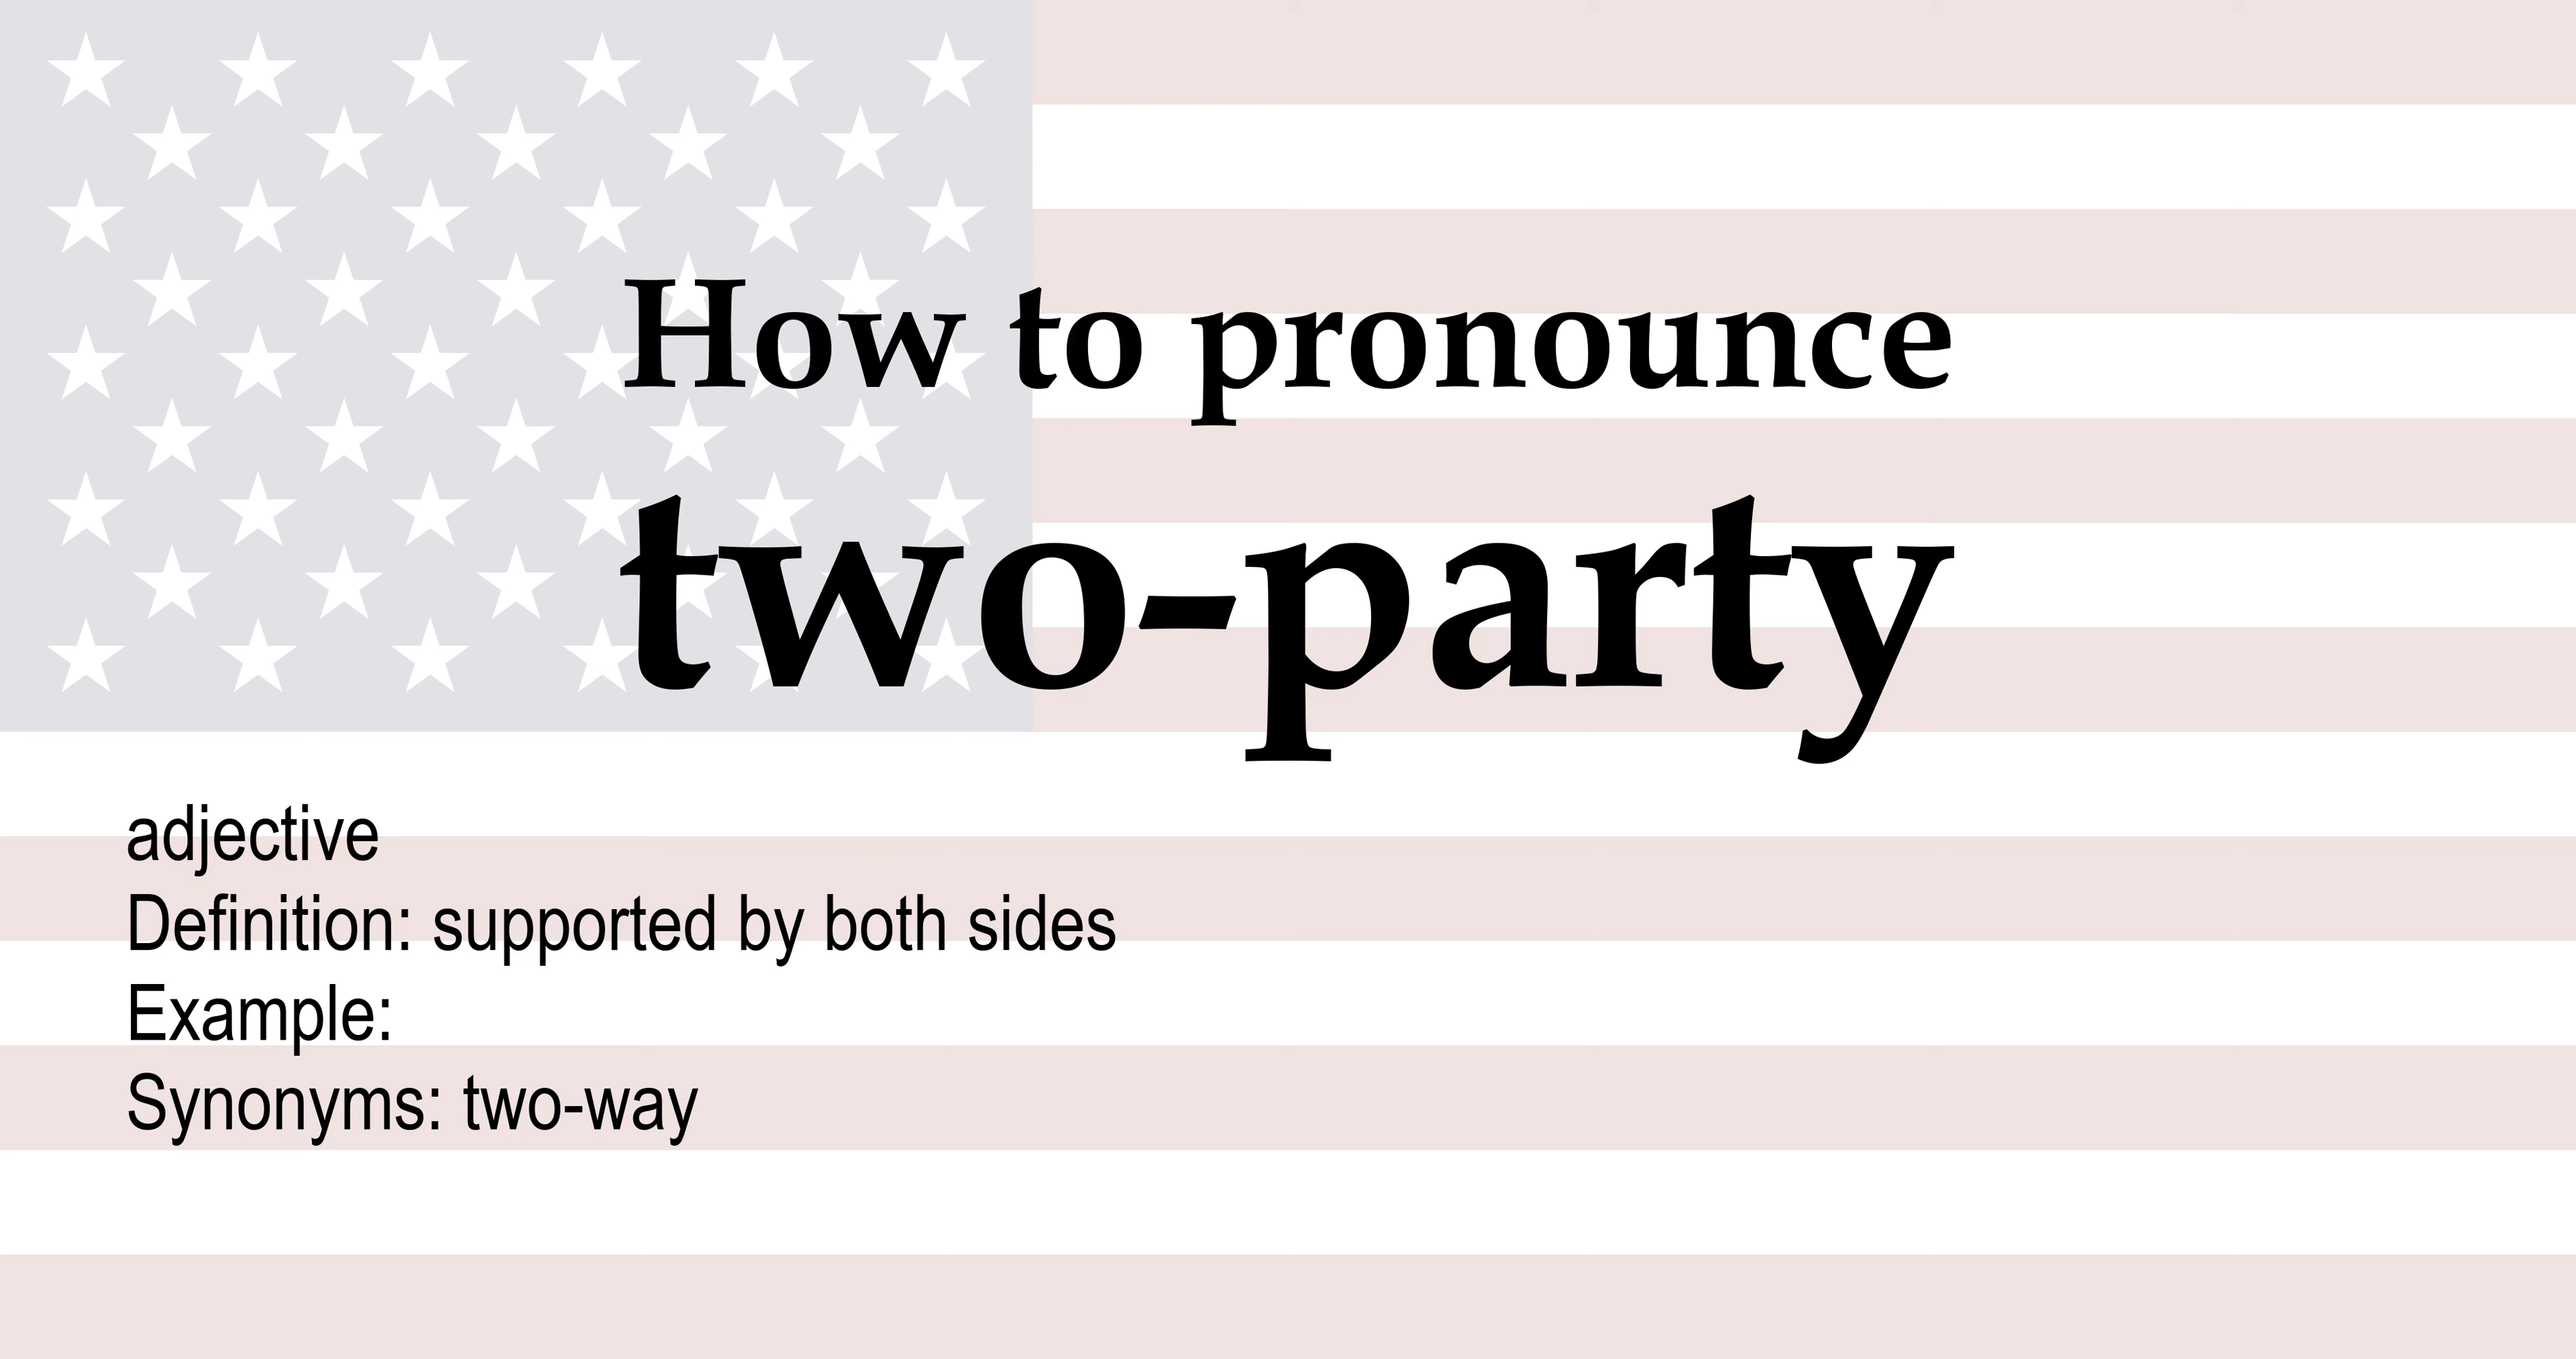 How to pronounce
two-party
adjective
Definition: supported by both sides
Example:
Synonyms: two-way